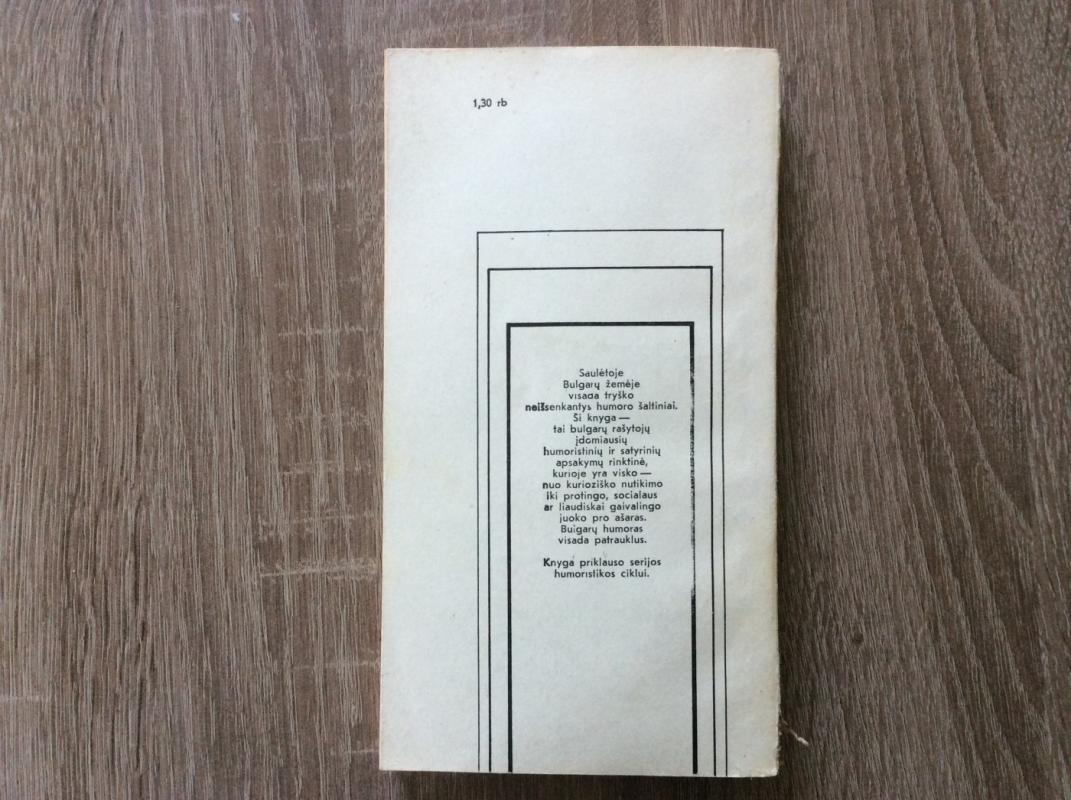 1,30 rb
Saulėtoje
Bulgarų žemėje
visada tryško
neišsenkantys humoro šaltiniai.
Ši knyga —
tai bulgarų rašytojų
įdomiausių
humoristinių ir satyrinių
apsakymų rinktinė,
kurioje yra visko —
nuo kurioziško nutikimo
iki protingo, socialaus
ar liaudiskai gaivalingo
juoko pro ašaras.
Bulgarų humoras
visada patrauklus.
Knyga priklauso serijos
humoristikos ciklui.